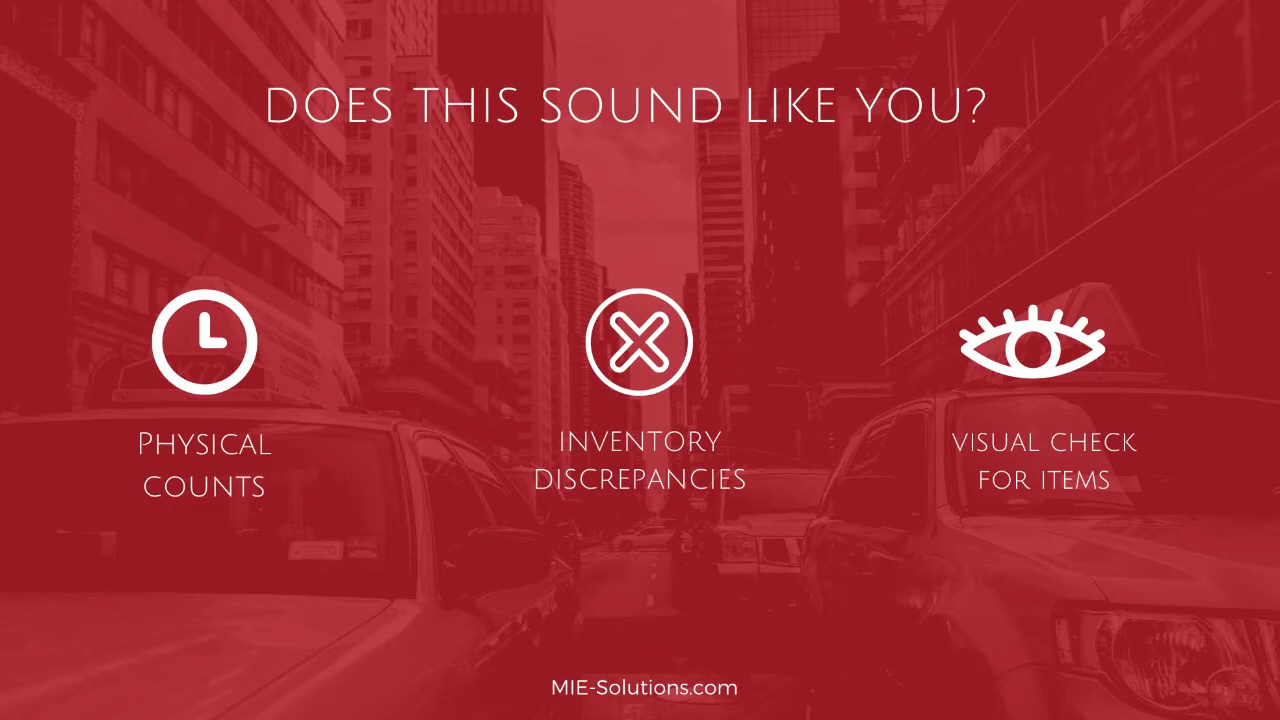 DOES THIS SOUND LIKE YOU?
PHYSICAL
COUNTS
INVENTORY
DISCREPANCIES
VISUAL CHECK
FOR ITEMS
MIE-Solutions.com